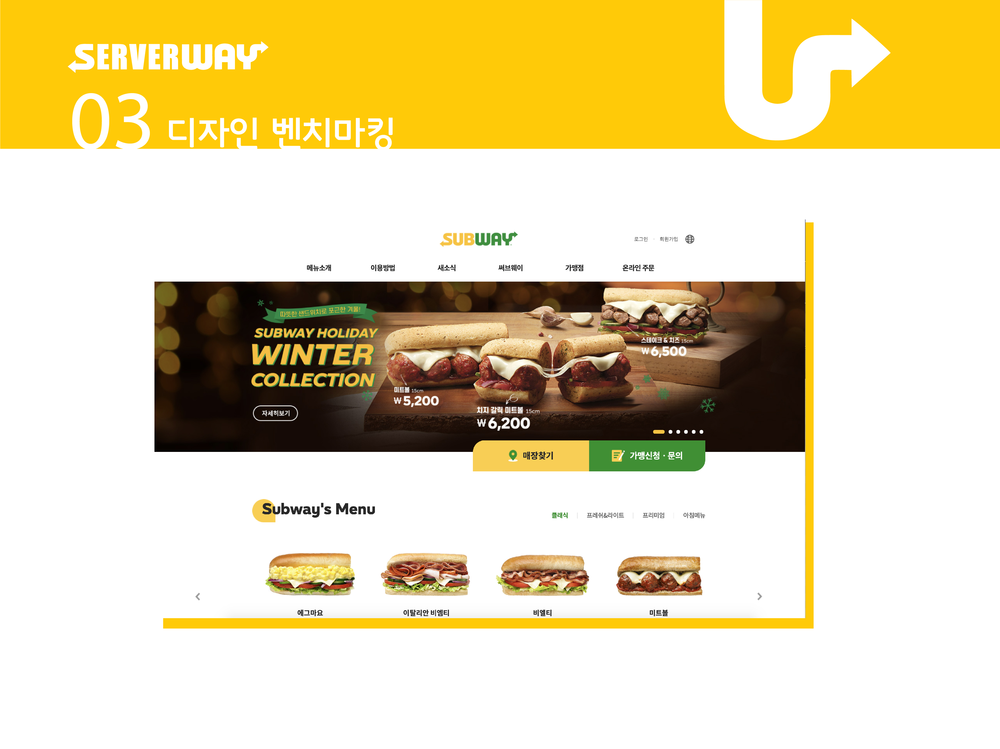 SERVERWAY
03 디자인 벤치마킹
SUBWAY
로그인 · 회원가입
메뉴소개 이용방법 새소식 써브웨이 가맹점 온라인 주문
따뜻한 샌드위치로 포근한 겨울!
SUBWAY HOLIDAY
WINTER
COLLECTION
자세히보기
스테이크 & 치즈 15cm
₩6,500
미트볼 15cm
₩5,200
치지 갈릭 미트볼 15cm
₩6,200
매장찾기
가맹신청 · 문의
Subway's Menu
클래식 | 프레쉬&라이트 | 프리미엄 | 아침메뉴
에그마요 이탈리안 비엠티 비엘티 미트볼